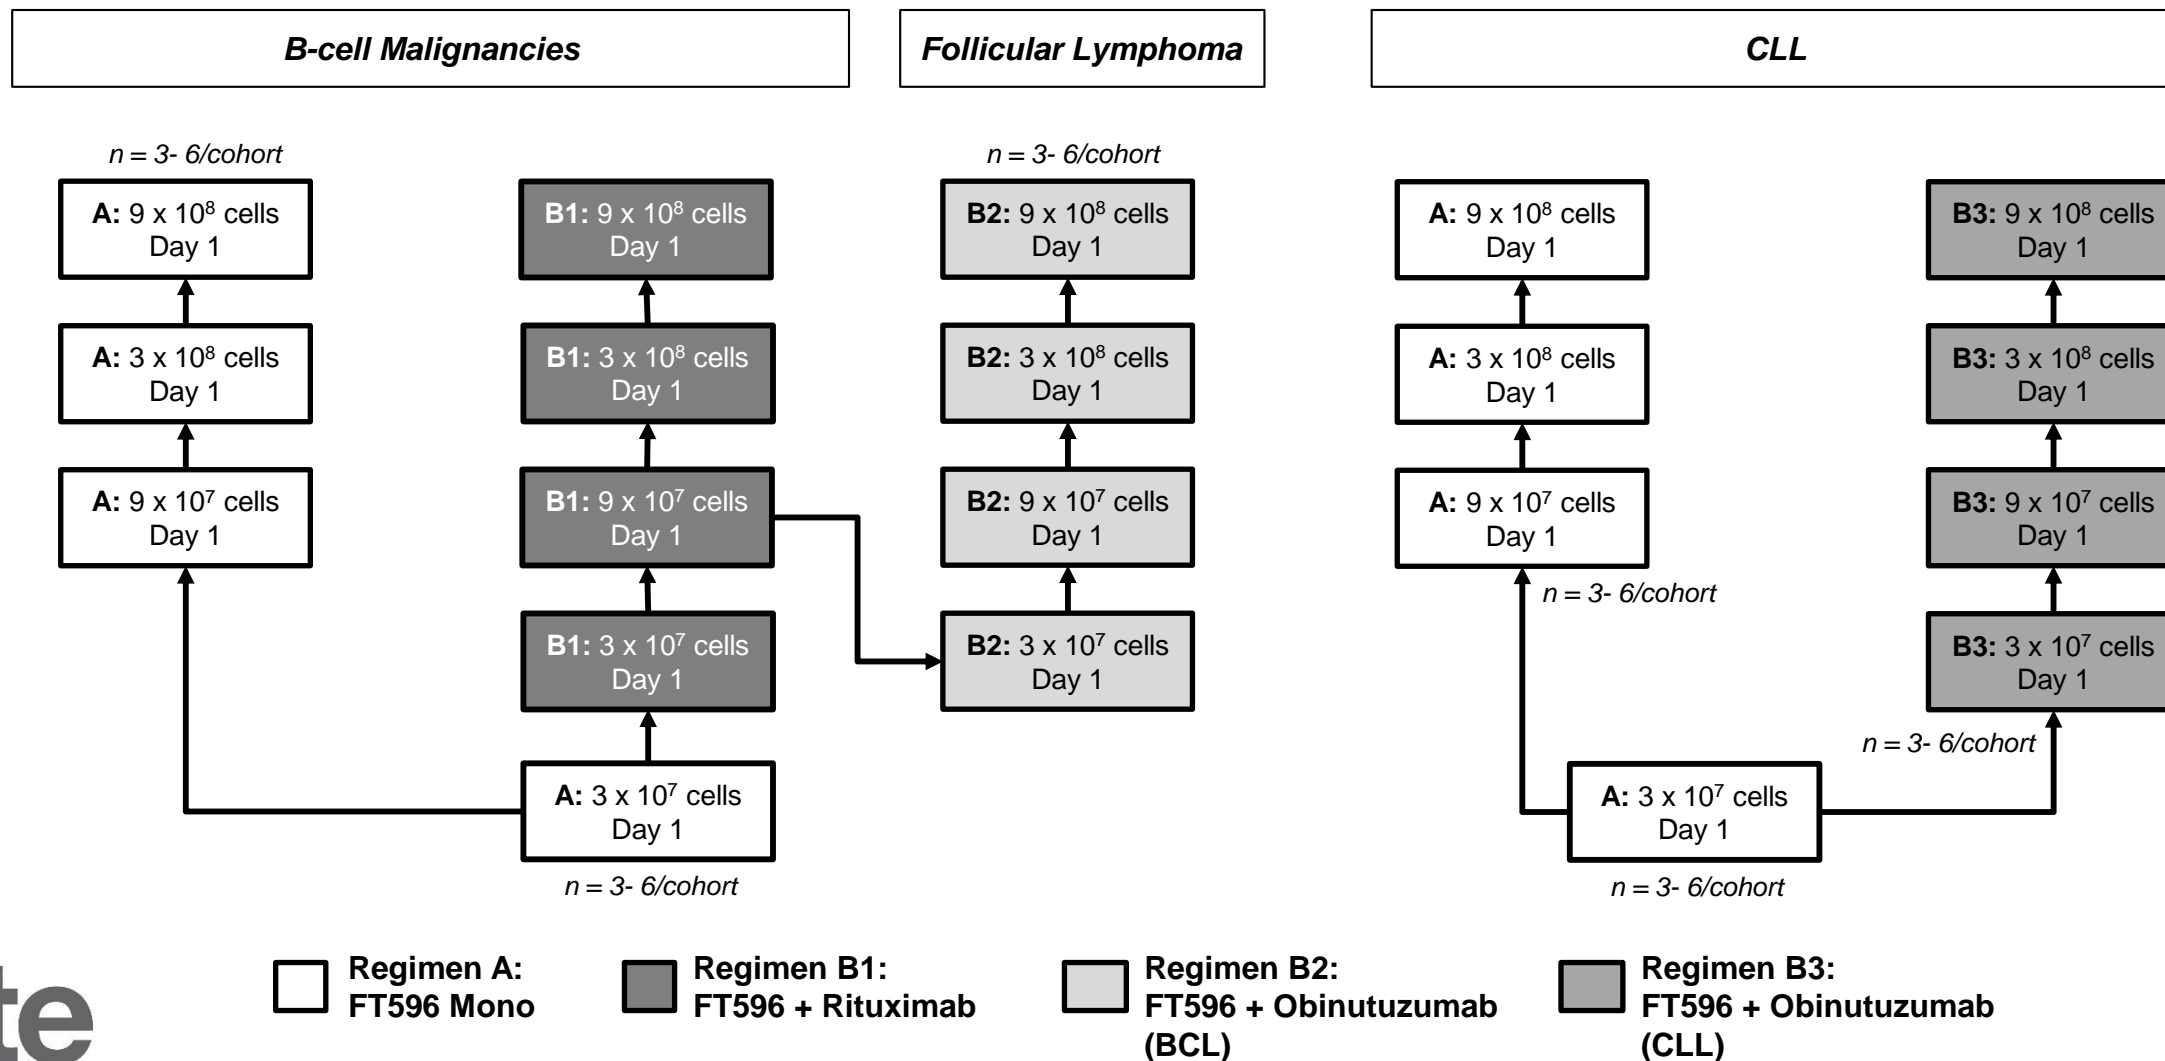 B-cell Malignancies
Follicular Lymphoma
CLL
n = 3- 6/cohort
n = 3- 6/cohort
A: 9 x 10⁸ cells
Day 1
B1: 9 x 10⁸ cells
Day 1
B2: 9 x 10⁸ cells
Day 1
A: 9 x 10⁸ cells
Day 1
B3: 9 x 10⁸ cells
Day 1
A: 3 x 10⁸ cells
Day 1
B1: 3 x 10⁸ cells
Day 1
B2: 3 x 10⁸ cells
Day 1
A: 3 x 10⁸ cells
Day 1
B3: 3 x 10⁸ cells
Day 1
A: 9 x 10⁷ cells
Day 1
B1: 9 x 10⁷ cells
Day 1
B2: 9 x 10⁷ cells
Day 1
A: 9 x 10⁷ cells
Day 1
B3: 9 x 10⁷ cells
Day 1
n = 3- 6/cohort
B1: 3 x 10⁷ cells
Day 1
B2: 3 x 10⁷ cells
Day 1
B3: 3 x 10⁷ cells
Day 1
n = 3- 6/cohort
A: 3 x 10⁷ cells
Day 1
A: 3 x 10⁷ cells
Day 1
n = 3- 6/cohort
n = 3- 6/cohort
Regimen A:
FT596 Mono
Regimen B1:
FT596 + Rituximab
Regimen B2:
FT596 + Obinutuzumab
(BCL)
Regimen B3:
FT596 + Obinutuzumab
(CLL)